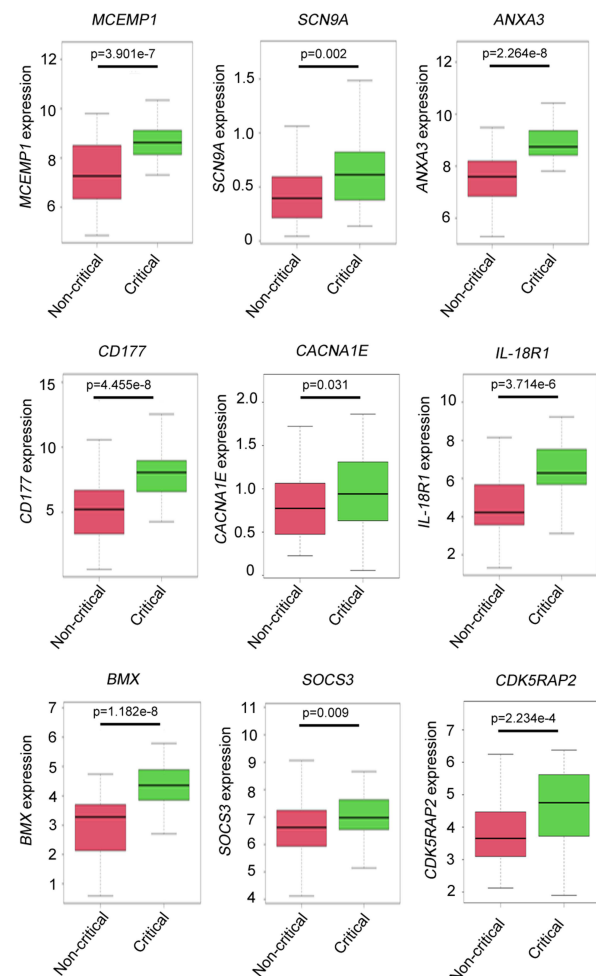 MCEMP1
SCN9A
ANXA3
p=3.901e-7
p=0.002
p=2.264e-8
MCEMP1 expression
12
10
8
6
SCN9A expression
1.5
1.0
0.5
0
ANXA3 expression
12
10
8
6
Non-critical
Critical
Non-critical
Critical
Non-critical
Critical
CD177
CACNA1E
IL-18R1
p=4.455e-8
p=0.031
p=3.714e-6
CD177 expression
15
10
5
CACNA1E expression
2.0
1.5
1.0
0.5
0
IL-18R1 expression
10
8
6
4
2
Non-critical
Critical
Non-critical
Critical
Non-critical
Critical
BMX
SOCS3
CDK5RAP2
p=1.182e-8
p=0.009
p=2.234e-4
BMX expression
7
6
5
4
3
2
1
SOCS3 expression
11
10
9
8
7
6
5
4
CDK5RAP2 expression
7
6
5
4
3
2
Non-critical
Critical
Non-critical
Critical
Non-critical
Critical